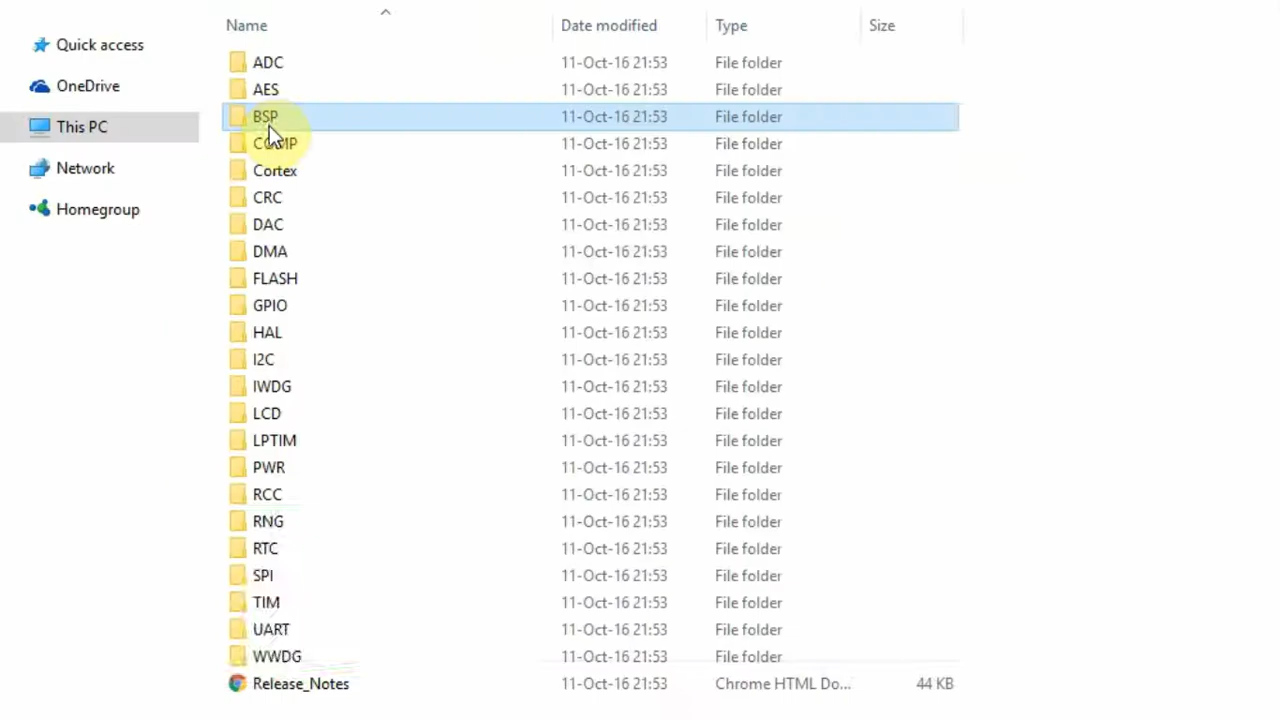 Name Date modified Type Size
Quick access
OneDrive
This PC
Network
Homegroup
ADC 11-Oct-16 21:53 File folder
AES 11-Oct-16 21:53 File folder
BSP 11-Oct-16 21:53 File folder
COMP 11-Oct-16 21:53 File folder
Cortex 11-Oct-16 21:53 File folder
CRC 11-Oct-16 21:53 File folder
DAC 11-Oct-16 21:53 File folder
DMA 11-Oct-16 21:53 File folder
FLASH 11-Oct-16 21:53 File folder
GPIO 11-Oct-16 21:53 File folder
HAL 11-Oct-16 21:53 File folder
I2C 11-Oct-16 21:53 File folder
IWDG 11-Oct-16 21:53 File folder
LCD 11-Oct-16 21:53 File folder
LPTIM 11-Oct-16 21:53 File folder
PWR 11-Oct-16 21:53 File folder
RCC 11-Oct-16 21:53 File folder
RNG 11-Oct-16 21:53 File folder
RTC 11-Oct-16 21:53 File folder
SPI 11-Oct-16 21:53 File folder
TIM 11-Oct-16 21:53 File folder
UART 11-Oct-16 21:53 File folder
WWDG 11-Oct-16 21:53 File folder
Release_Notes 11-Oct-16 21:53 Chrome HTML Do... 44 KB